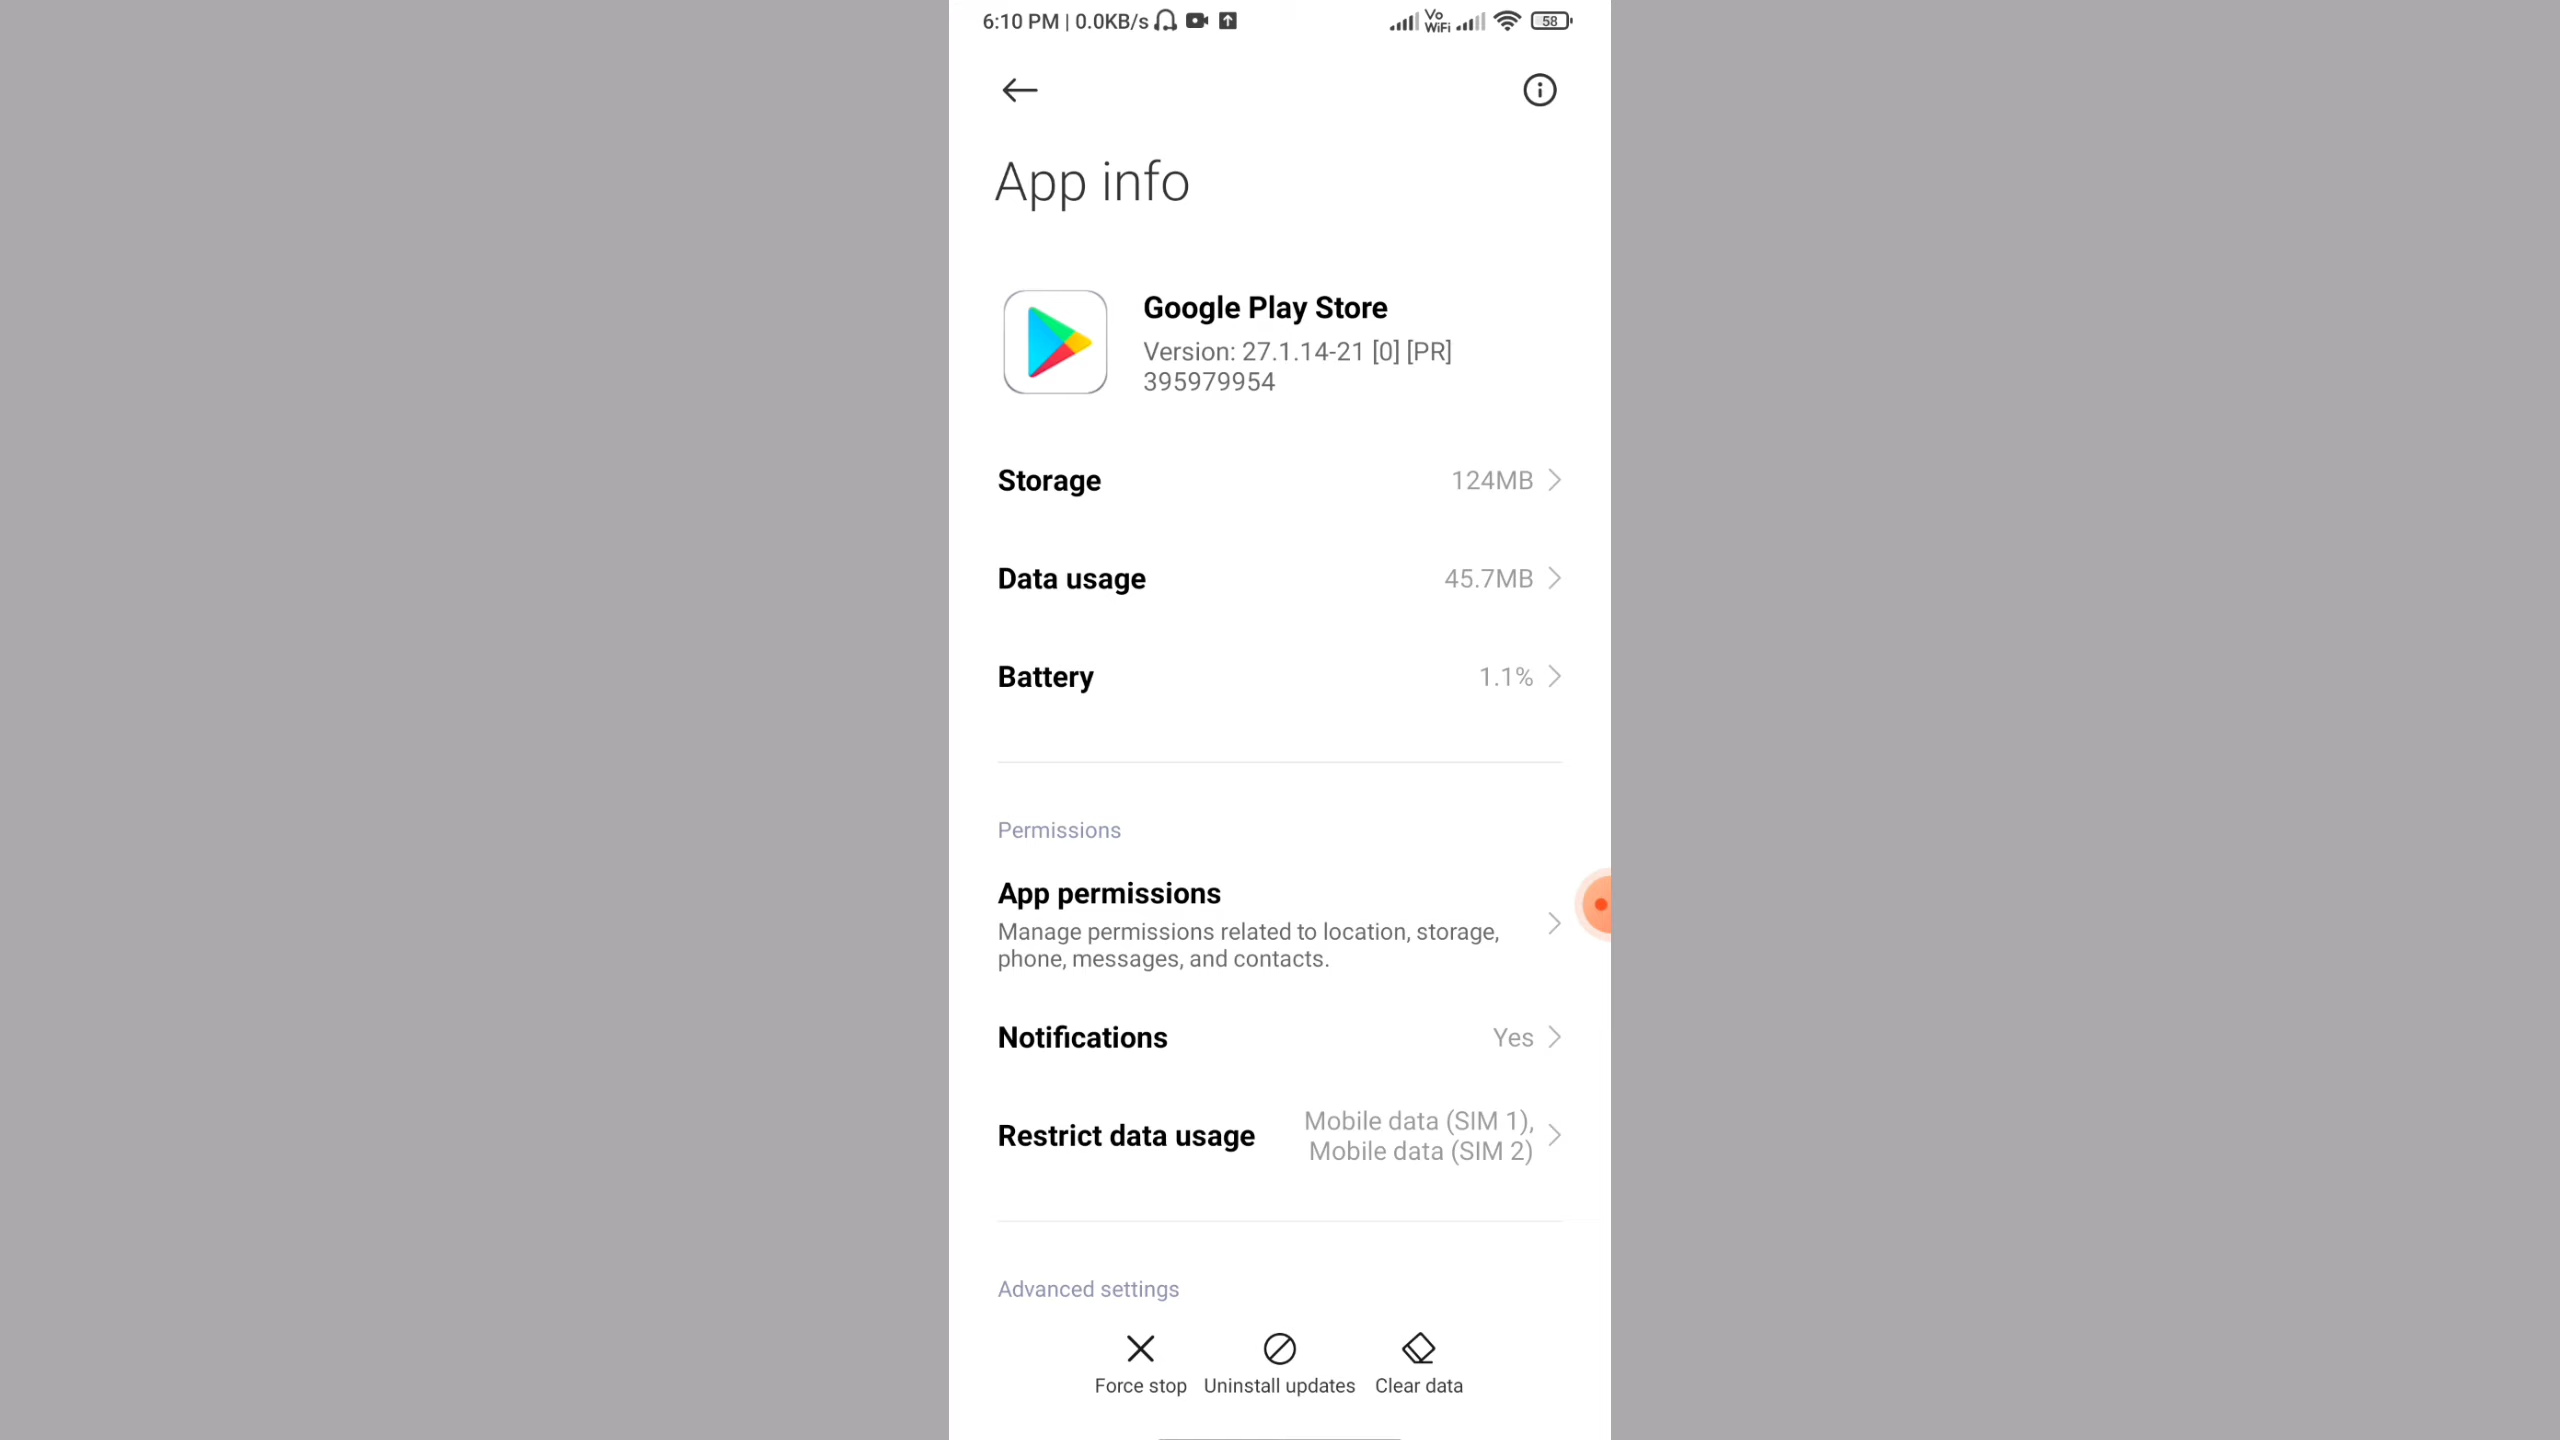 6:10 PM | 0.0KB/s Vo WiFi 58
App info
Google Play Store
Version: 27.1.14-21 [0] [PR]
395979954
Storage 124MB
Data usage 45.7MB
Battery 1.1%
Permissions
App permissions
Manage permissions related to location, storage,
phone, messages, and contacts.
Notifications Yes
Restrict data usage Mobile data (SIM 1),
Mobile data (SIM 2)
Advanced settings
Force stop Uninstall updates Clear data